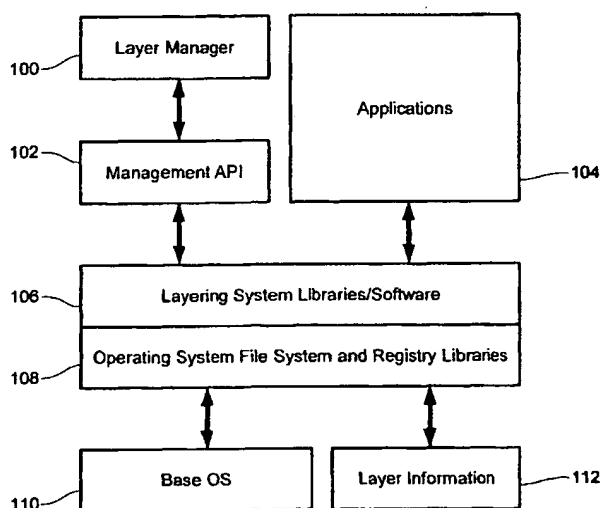 Layer Manager
100
Applications
102
Management API
104
106
Layering System Libraries/Software
Operating System File System and Registry Libraries
108
Base OS
Layer Information
112
110